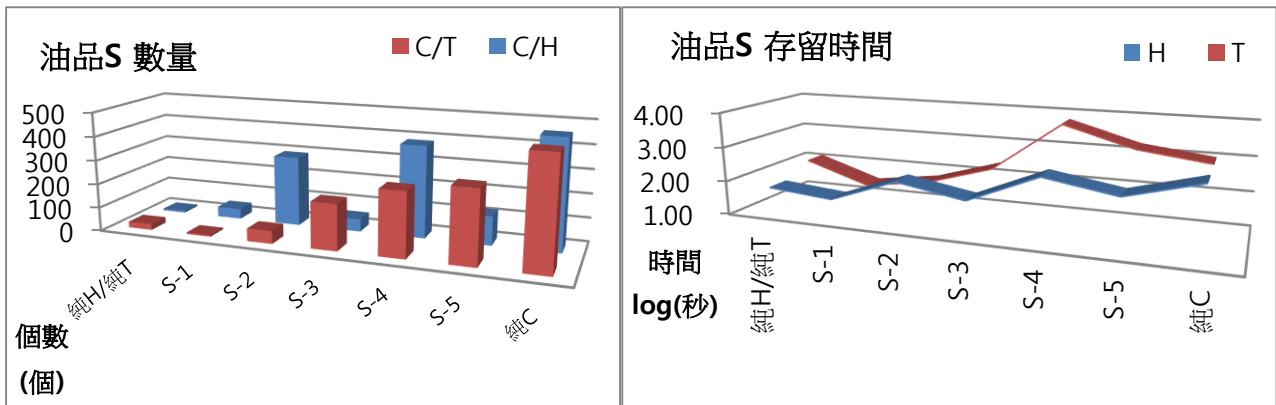 油品S 數量
C/T
C/H
500
400
300
200
100
0
純H/純T
S-1
S-2
S-3
S-4
S-5
純C
個數
(個)
油品S 存留時間
H
T
4.00
3.00
2.00
1.00
時間
log(秒)
純H/純T
S-1
S-2
S-3
S-4
S-5
純C